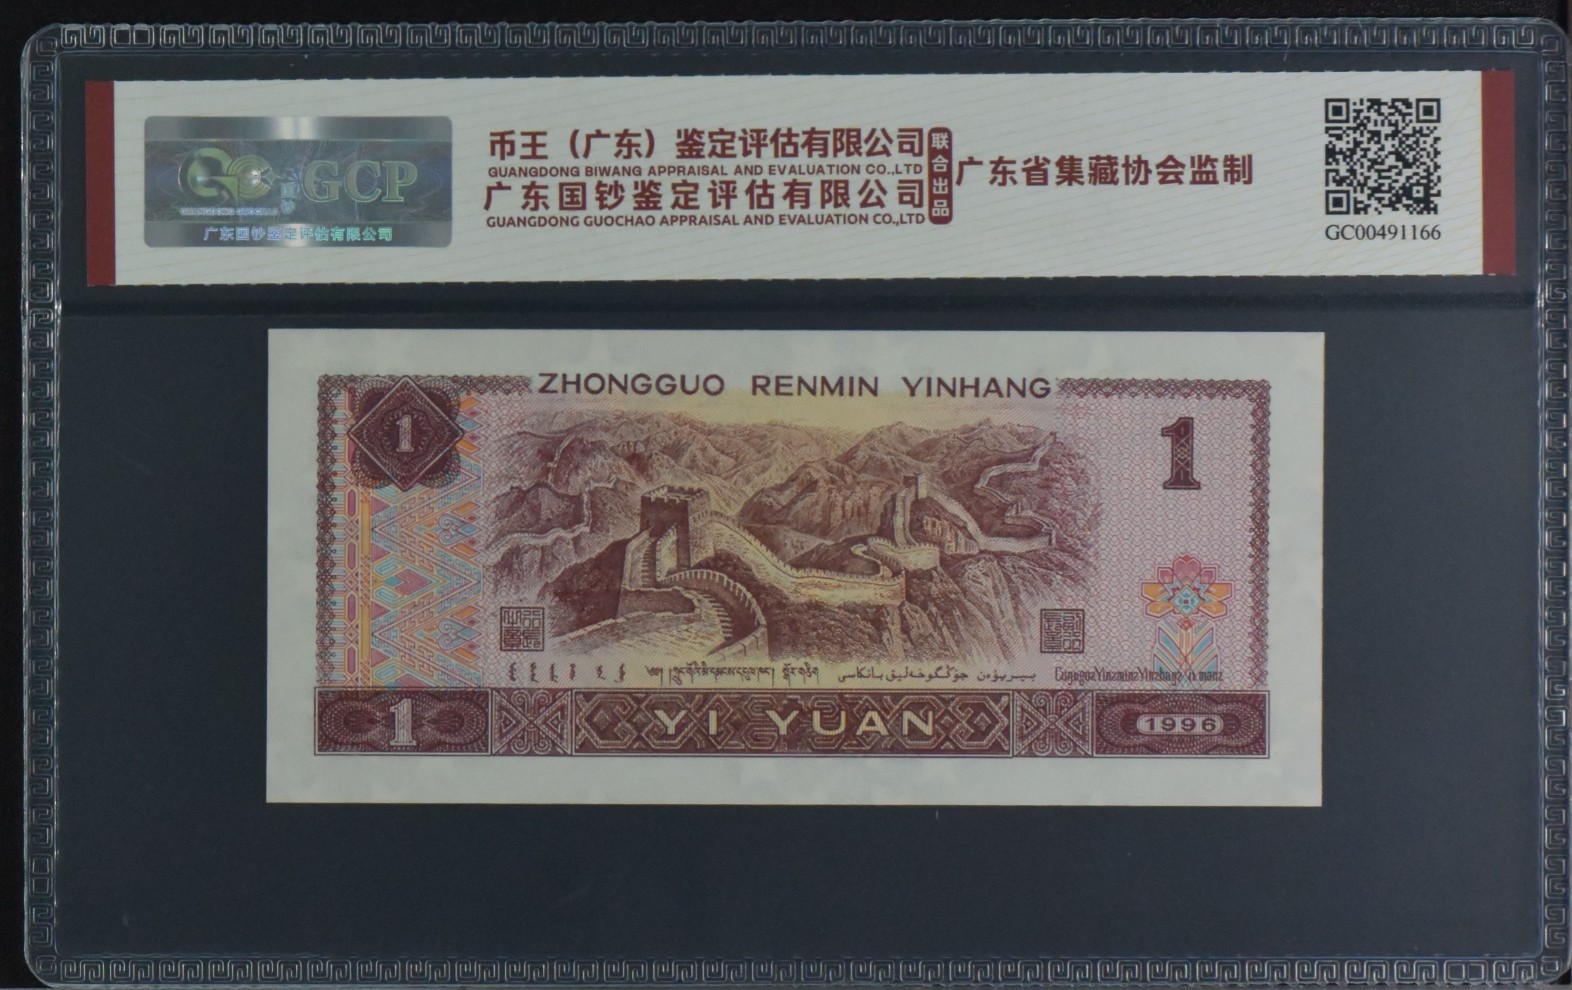 GCP
广东国钞鉴定评估有限公司
币王（广东）鉴定评估有限公司
GUANGDONG BIWANG APPRAISAL AND EVALUATION CO.,LTD
广东国钞鉴定评估有限公司
GUANGDONG GUOCHAO APPRAISAL AND EVALUATION CO.,LTD
联合出品
广东省集藏协会监制
GC00491166
ZHONGGUO RENMIN YINHANG
1
1
1
YI YUAN
1996